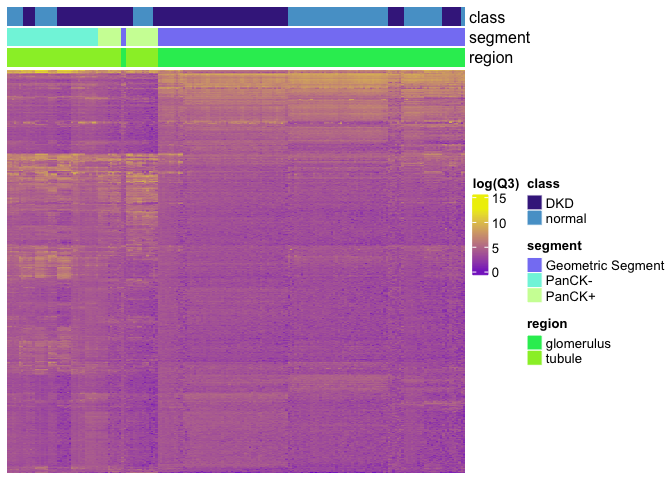 class
segment
region
log(Q3)
15
10
5
0
class
DKD
normal
segment
Geometric Segment
PanCK-
PanCK+
region
glomerulus
tubule